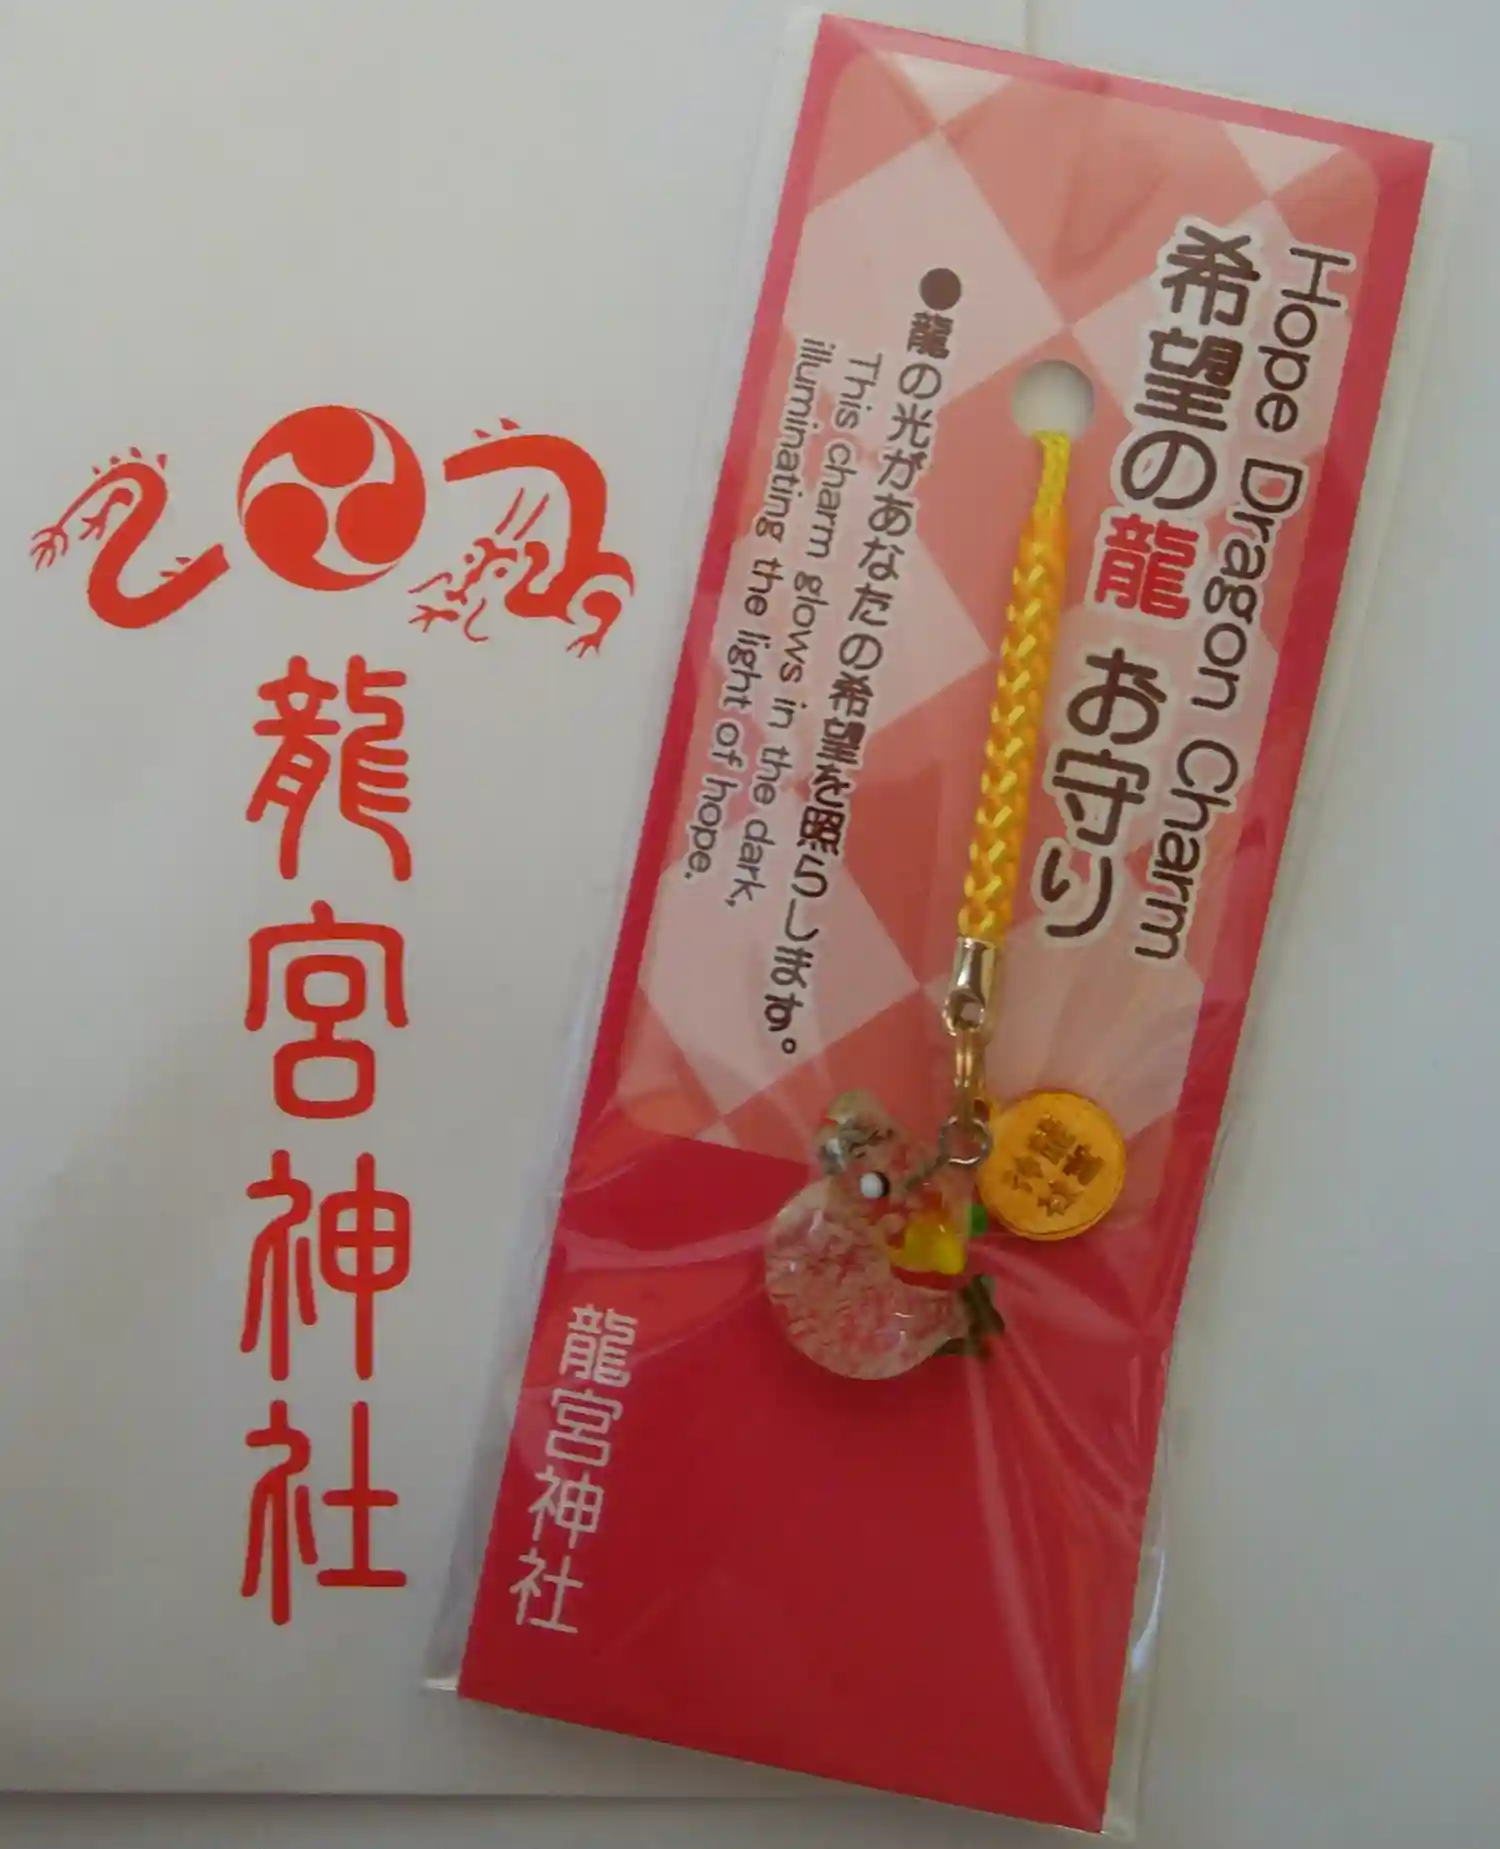 龍宮神社
Hope Dragon Charm
希望の龍 お守り
●龍の光があなたの希望を照らします。
This charm glows in the dark,
illuminating the light of hope.
龍宮神社